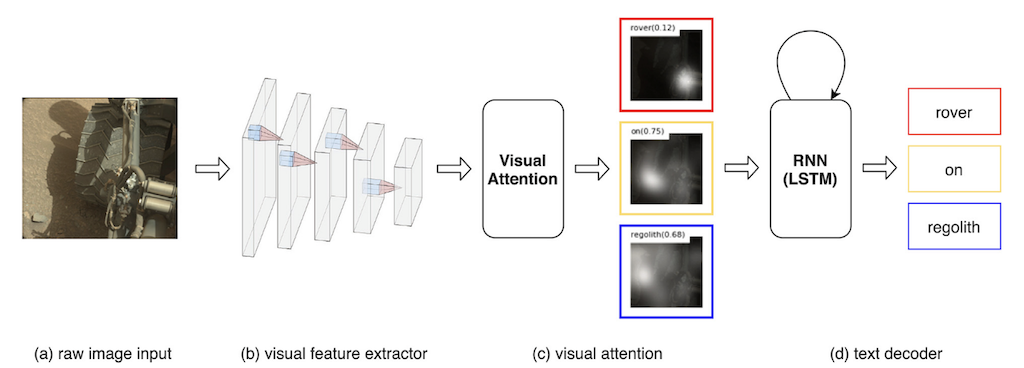 rover(0.12)
on(0.75)
regolith(0.68)
Visual
Attention
RNN
(LSTM)
rover
on
regolith
(a) raw image input
(b) visual feature extractor
(c) visual attention
(d) text decoder